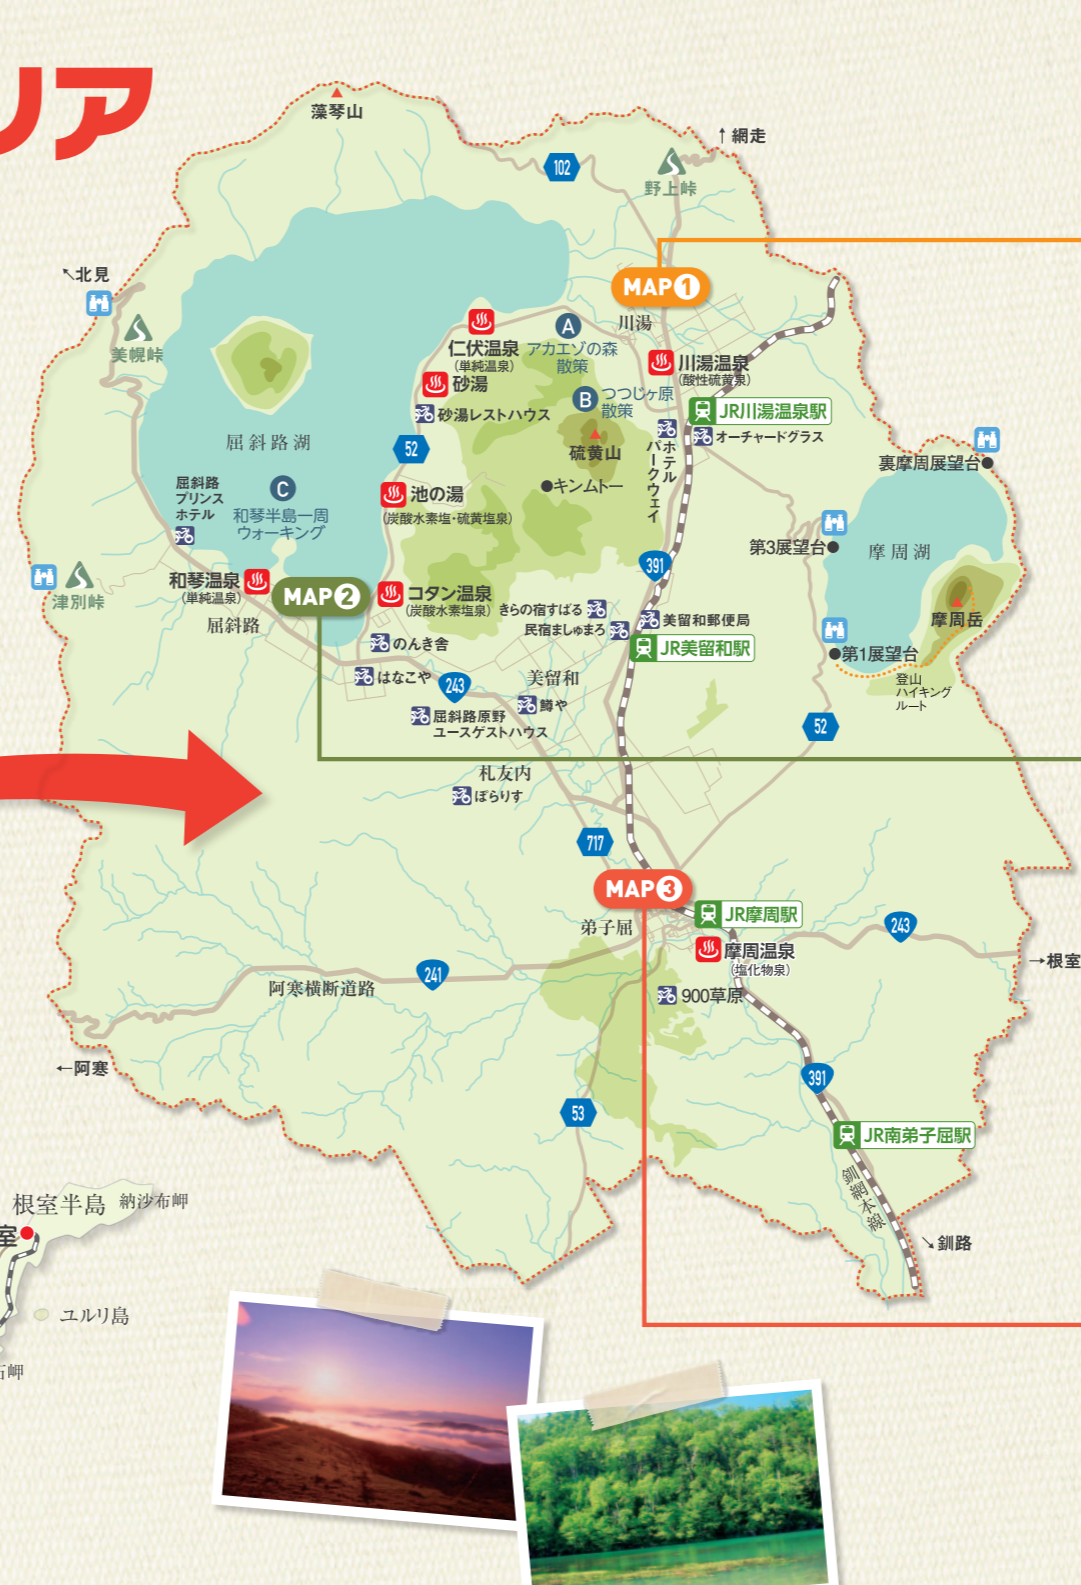 リア
藻琴山
↑網走
102
野上峠
↖北見
MAP1
美幌峠
川湯
仁伏温泉
(単純温泉)
A
アカエゾの森
散策
川湯温泉
(酸性硫黄泉)
砂湯
B
つつじヶ原
散策
砂湯レストハウス
JR川湯温泉駅
オーチャードグラス
屈斜路湖
52
硫黄山
ホテル
パークウェイ
裏摩周展望台
屈斜路
プリンス
ホテル
C
和琴半島一周
ウォーキング
池の湯
(炭酸水素塩・硫黄塩泉)
キンムトー
第3展望台
摩周湖
391
津別峠
和琴温泉
(単純温泉)
MAP2
コタン温泉
(炭酸水素塩泉)
きらの宿すばる
民宿ましゅまろ
美留和郵便局
摩周岳
屈斜路
のんき舎
JR美留和駅
第1展望台
登山
ハイキング
ルート
はなこや
243
美留和
鱒や
屈斜路原野
ユースゲストハウス
52
札友内
ぽらりす
717
MAP3
JR摩周駅
弟子屈
243
摩周温泉
(塩化物泉)
→根室
241
阿寒横断道路
900草原
←阿寒
391
53
JR南弟子屈駅
釧網本線
↘釧路
根室半島
納沙布岬
室
ユルリ島
岬